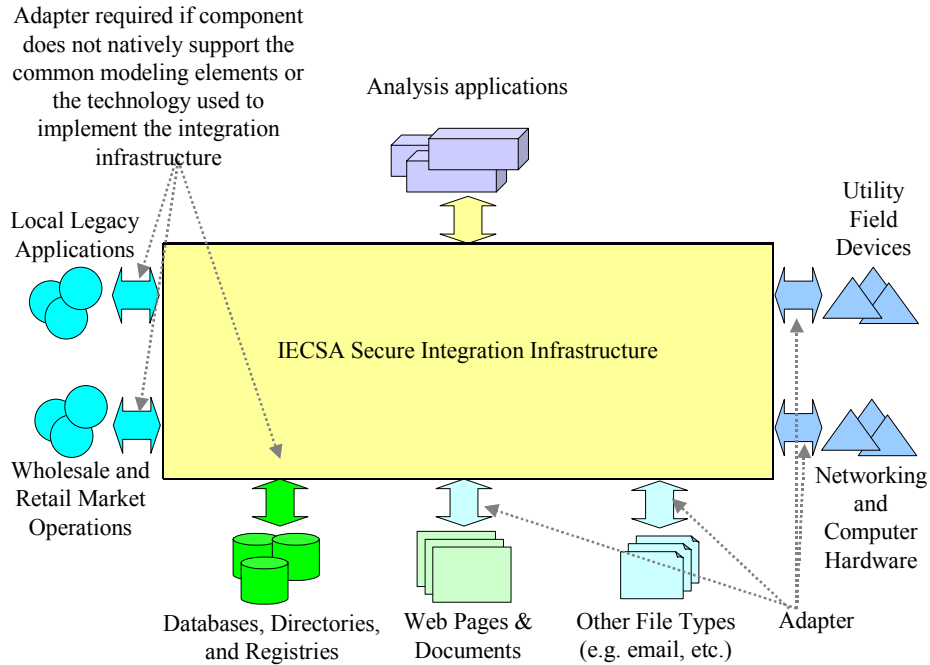 Adapter required if component
does not natively support the
common modeling elements or
the technology used to
implement the integration
infrastructure
Analysis applications
Local Legacy
Applications
Utility
Field
Devices
IECSA Secure Integration Infrastructure
Wholesale and
Retail Market
Operations
Networking
and
Computer
Hardware
Databases, Directories,
and Registries
Web Pages &
Documents
Other File Types
(e.g. email, etc.)
Adapter